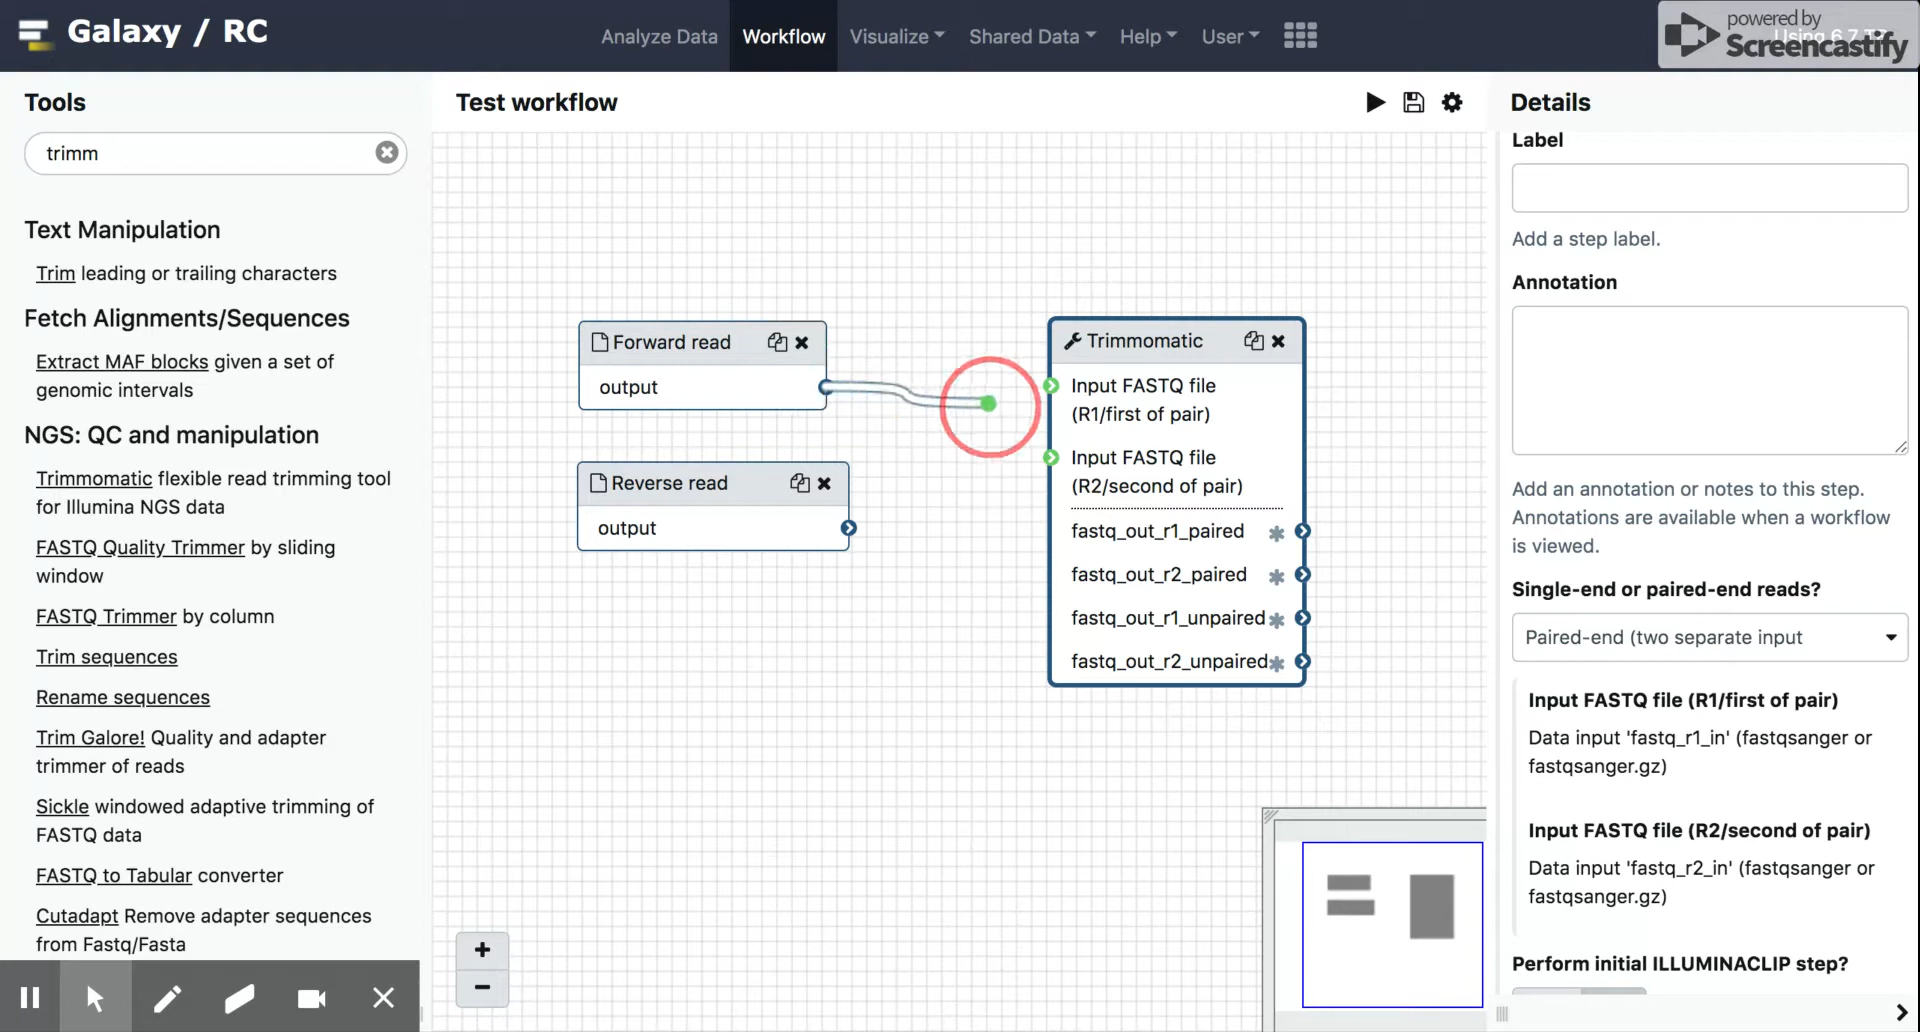 Galaxy / RC
Analyze Data
Workflow
Visualize
Shared Data
Help
User
powered by
Screencastify
Tools
trimm
Text Manipulation
Trim leading or trailing characters
Fetch Alignments/Sequences
Extract MAF blocks given a set of
genomic intervals
NGS: QC and manipulation
Trimmomatic flexible read trimming tool
for Illumina NGS data
FASTQ Quality Trimmer by sliding
window
FASTQ Trimmer by column
Trim sequences
Rename sequences
Trim Galore! Quality and adapter
trimmer of reads
Sickle windowed adaptive trimming of
FASTQ data
FASTQ to Tabular converter
Cutadapt Remove adapter sequences
from Fastq/Fasta
Test workflow
Forward read
output
Reverse read
output
Trimmomatic
Input FASTQ file
(R1/first of pair)
Input FASTQ file
(R2/second of pair)
fastq_out_r1_paired
fastq_out_r2_paired
fastq_out_r1_unpaired
fastq_out_r2_unpaired
Details
Label
Add a step label.
Annotation
Add an annotation or notes to this step.
Annotations are available when a workflow
is viewed.
Single-end or paired-end reads?
Paired-end (two separate input
Input FASTQ file (R1/first of pair)
Data input 'fastq_r1_in' (fastqsanger or
fastqsanger.gz)
Input FASTQ file (R2/second of pair)
Data input 'fastq_r2_in' (fastqsanger or
fastqsanger.gz)
Perform initial ILLUMINACLIP step?